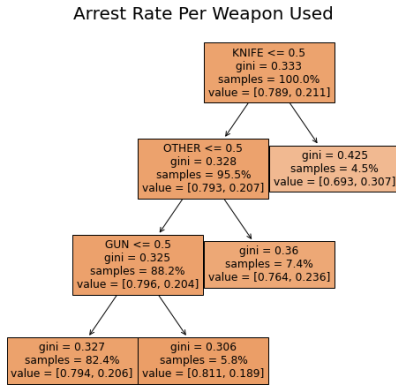 Arrest Rate Per Weapon Used
KNIFE <= 0.5
gini = 0.333
samples = 100.0%
value = [0.789, 0.211]
OTHER <= 0.5
gini = 0.328
samples = 95.5%
value = [0.793, 0.207]
gini = 0.425
samples = 4.5%
value = [0.693, 0.307]
GUN <= 0.5
gini = 0.325
samples = 88.2%
value = [0.796, 0.204]
gini = 0.36
samples = 7.4%
value = [0.764, 0.236]
gini = 0.327
samples = 82.4%
value = [0.794, 0.206]
gini = 0.306
samples = 5.8%
value = [0.811, 0.189]